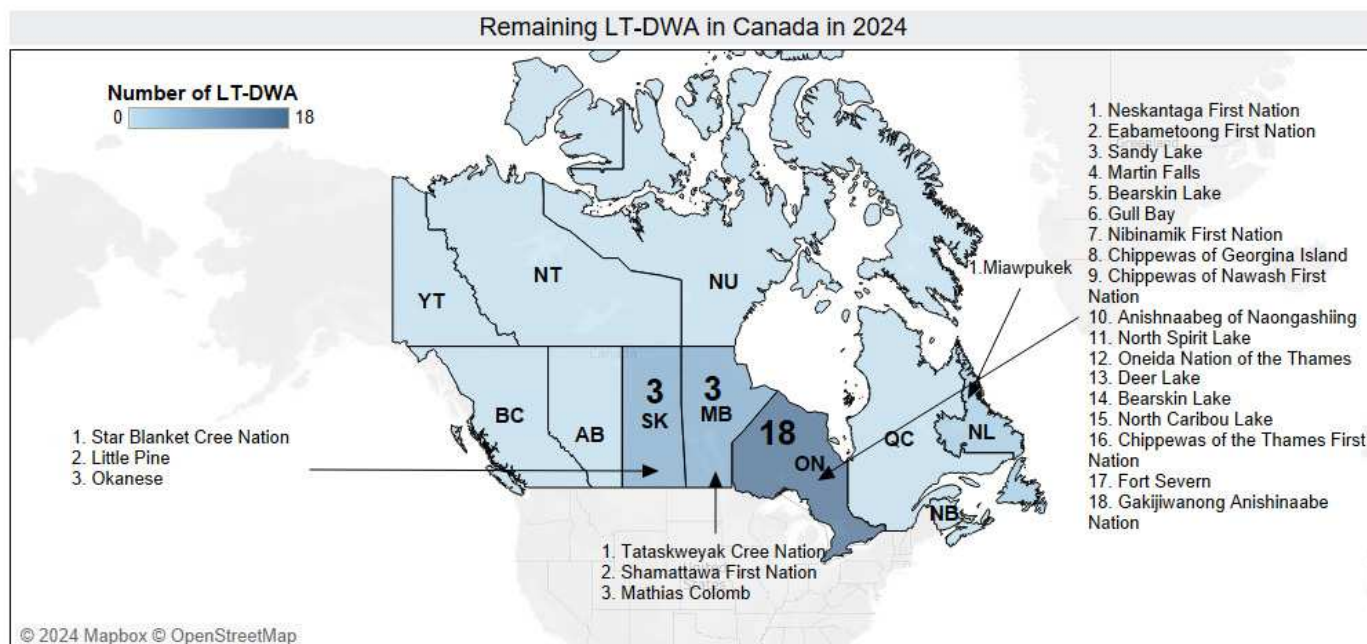 Remaining LT-DWA in Canada in 2024
Number of LT-DWA
0 18
1. Neskantaga First Nation
2. Eabametoong First Nation
3. Sandy Lake
4. Martin Falls
5. Bearskin Lake
6. Gull Bay
7. Nibinamik First Nation
8. Chippewas of Georgina Island
9. Chippewas of Nawash First
Nation
10. Anishnaabeg of Naongashiing
11. North Spirit Lake
12. Oneida Nation of the Thames
13. Deer Lake
14. Bearskin Lake
15. North Caribou Lake
16. Chippewas of the Thames First
Nation
17. Fort Severn
18. Gakijiwanong Anishinaabe
Nation
1.Miawpukek
YT
NT
NU
BC
AB
3
SK
3
MB
18
ON
QC
NL
NB
Canada
1. Star Blanket Cree Nation
2. Little Pine
3. Okanese
1. Tataskweyak Cree Nation
2. Shamattawa First Nation
3. Mathias Colomb
United
States
© 2024 Mapbox © OpenStreetMap